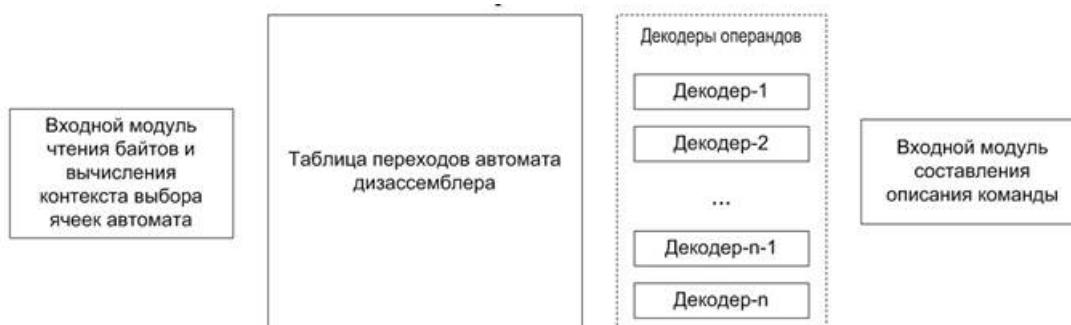 Входной модуль
чтения байтов и
вычисления
контекста выбора
ячеек автомата
Таблица переходов автомата
дизассемблера
Декодеры операндов
Декодер-1
Декодер-2
...
Декодер-n-1
Декодер-n
Входной модуль
составления
описания команды